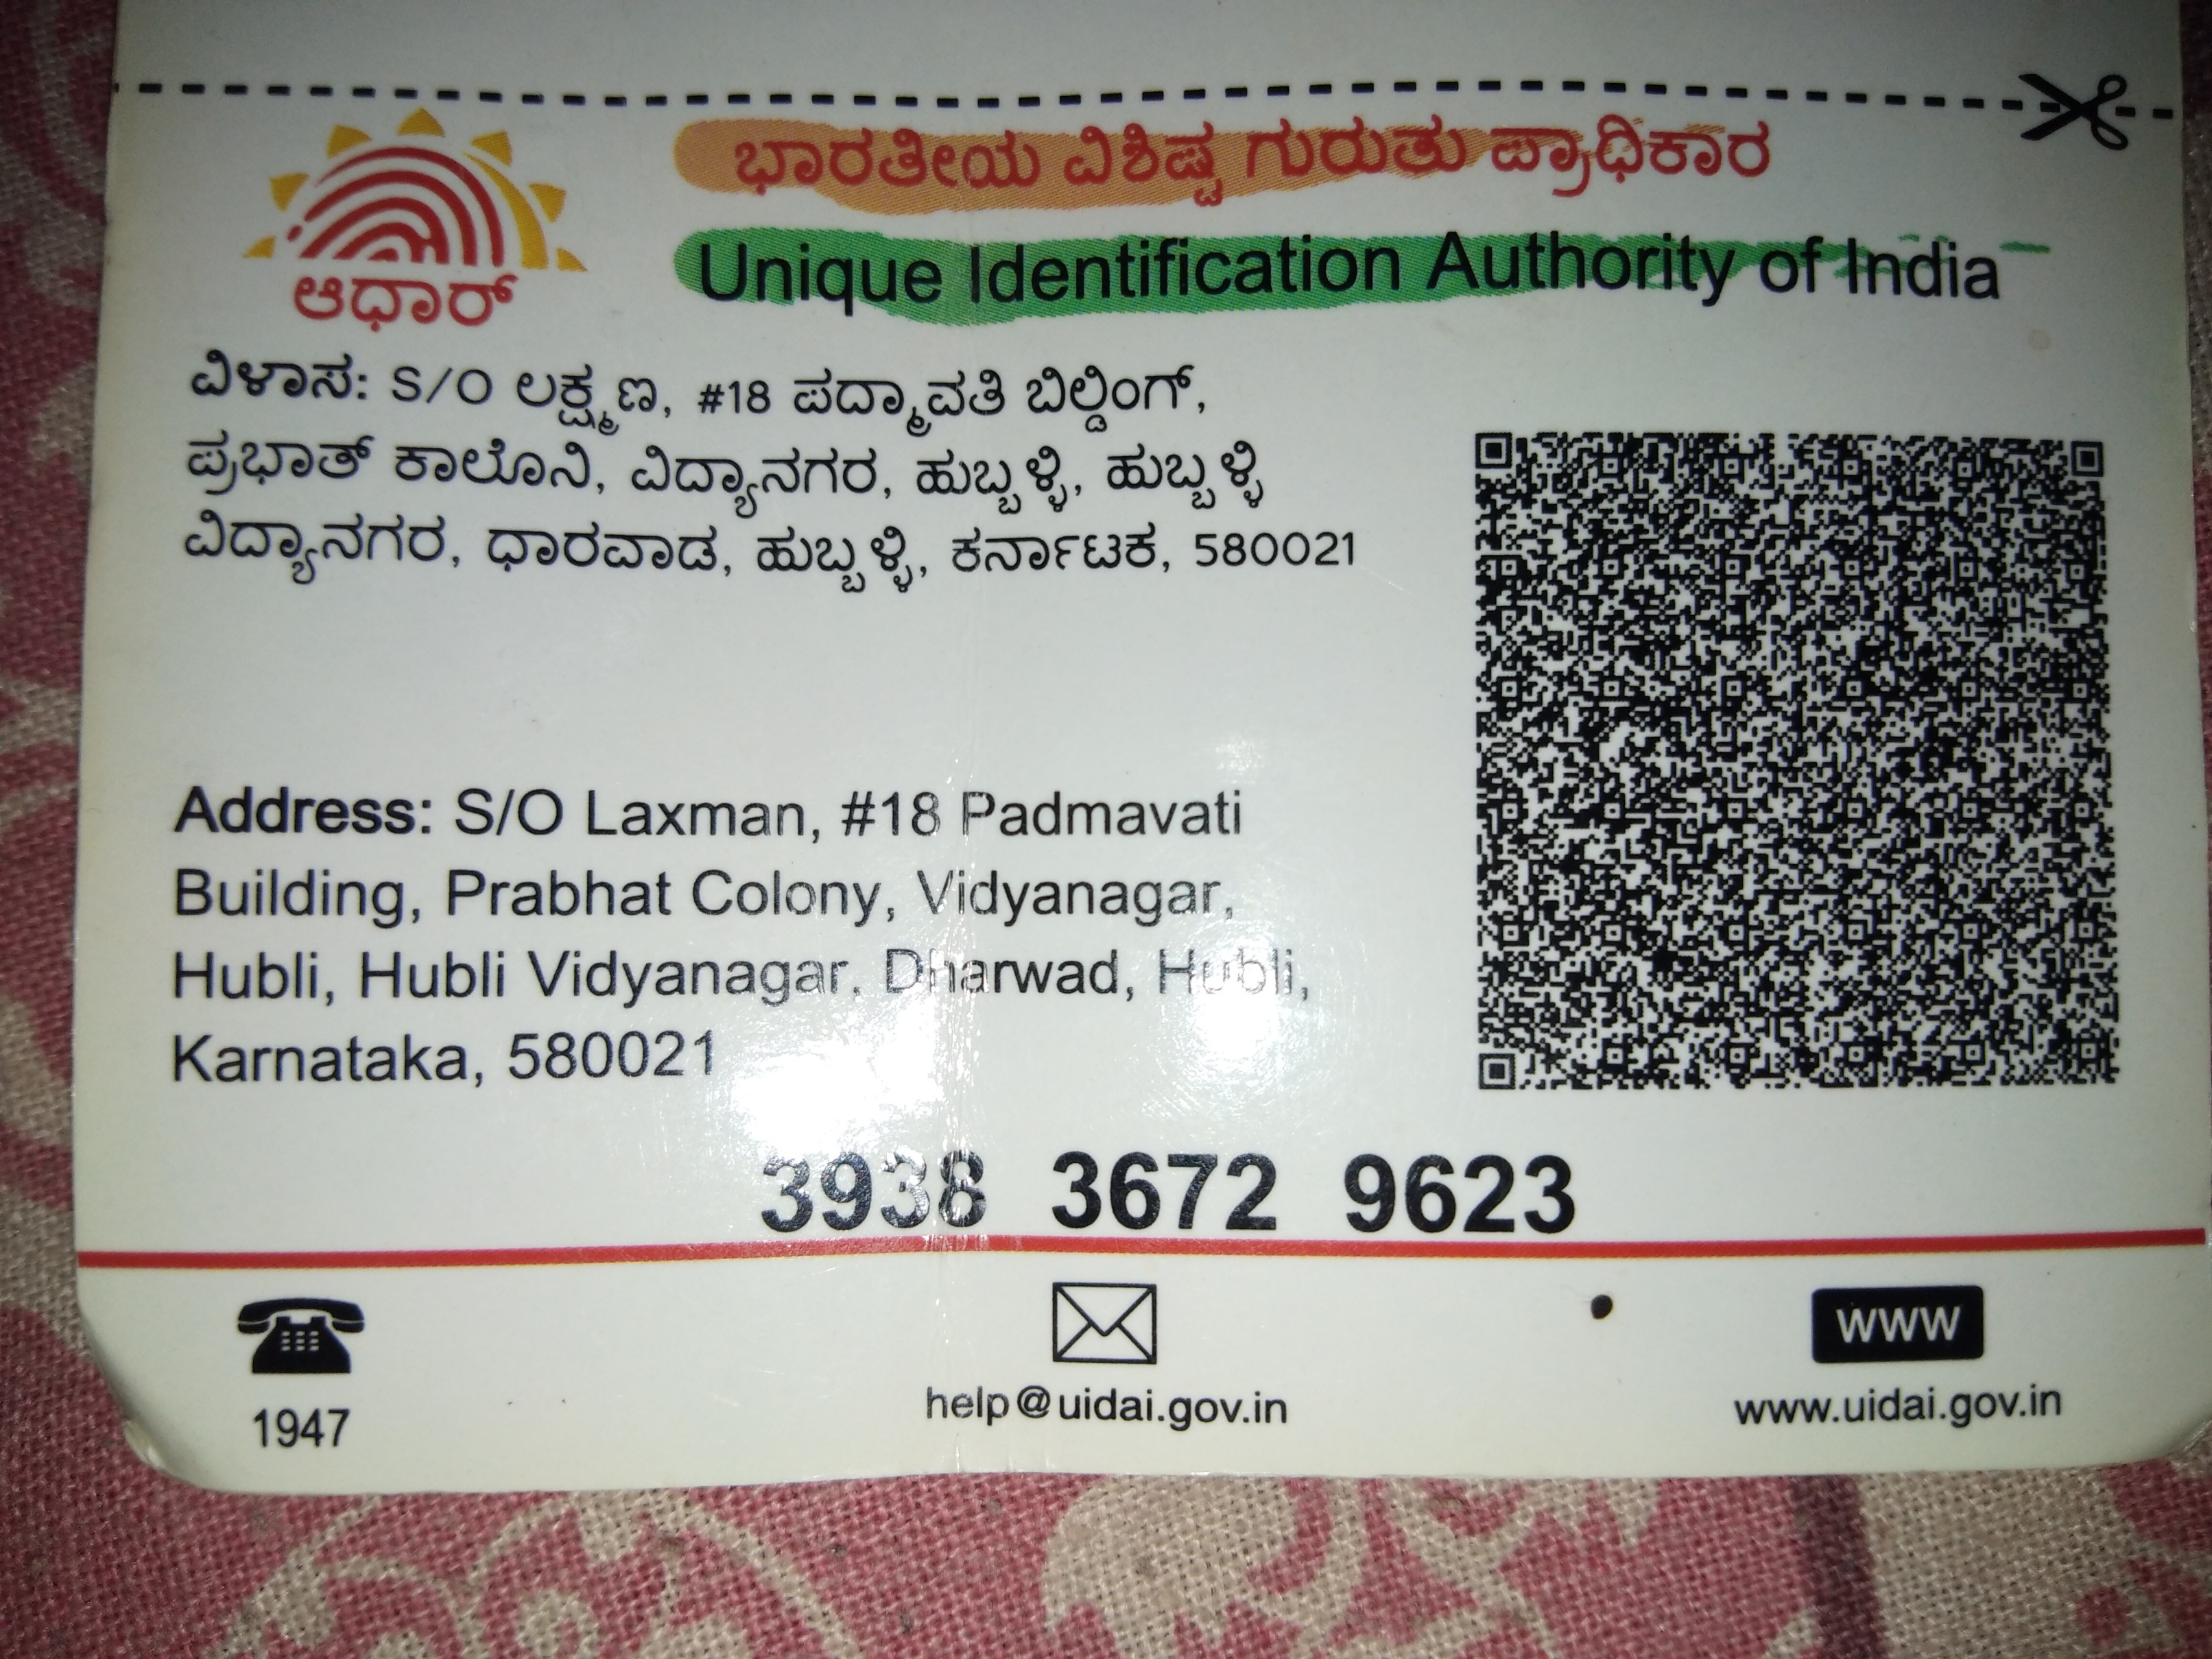 ಭಾರತೀಯ ವಿಶಿಷ್ಟ ಗುರುತು ಪ್ರಾಧಿಕಾರ
Unique Identification Authority of India
ಆಧಾರ್
ವಿಳಾಸ: S/O ಲಕ್ಷ್ಮಣ, #18 ಪದ್ಮಾವತಿ ಬಿಲ್ಡಿಂಗ್,
ಪ್ರಭಾತ್ ಕಾಲೊನಿ, ವಿದ್ಯಾನಗರ, ಹುಬ್ಬಳ್ಳಿ, ಹುಬ್ಬಳ್ಳಿ
ವಿದ್ಯಾನಗರ, ಧಾರವಾಡ, ಹುಬ್ಬಳ್ಳಿ, ಕರ್ನಾಟಕ, 580021
Address: S/O Laxman, #18 Padmavati
Building, Prabhat Colony, Vidyanagar,
Hubli, Hubli Vidyanagar, Dharwad, Hubli,
Karnataka, 580021
3938 3672 9623
WWW
1947 help@uidai.gov.in www.uidai.gov.in